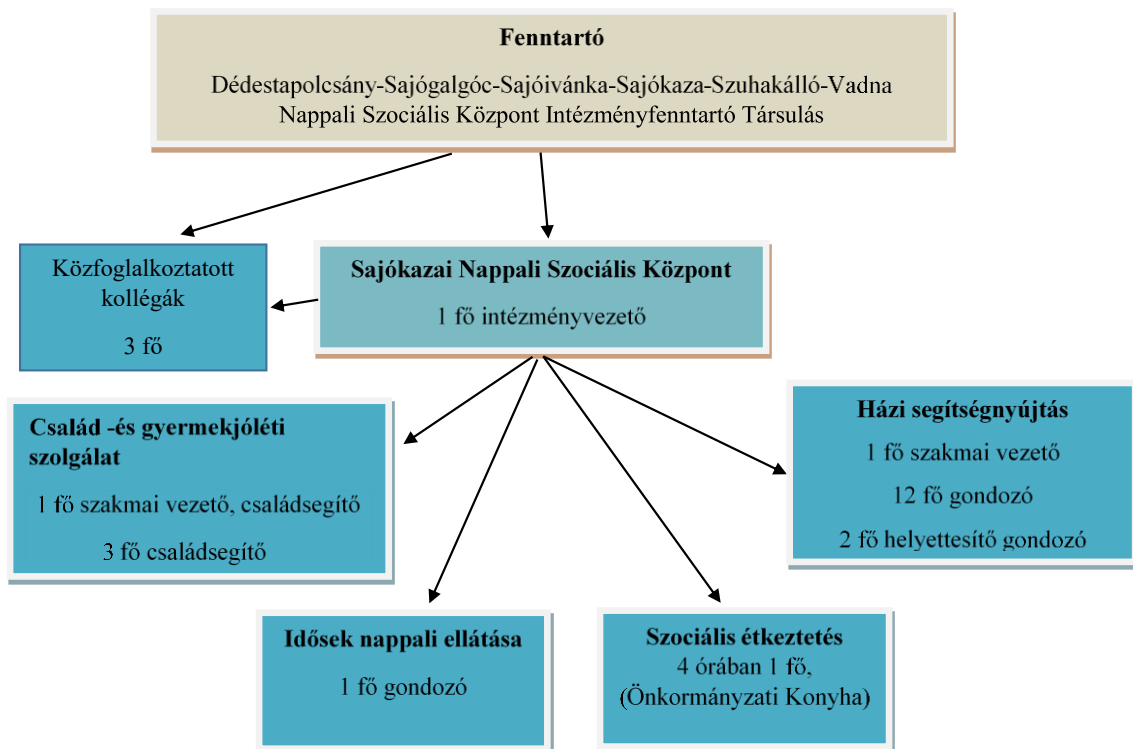 Fenntartó
Dédestapolcsány-Sajógalgóc-Sajóivánka-Sajókaza-Szuhakálló-Vadna
Nappali Szociális Központ Intézményfenntartó Társulás
Közfoglalkoztatott
kollégák
3 fő
Sajókazai Nappali Szociális Központ
1 fő intézményvezető
Család -és gyermekjóléti
szolgálat
1 fő szakmai vezető, családsegítő
3 fő családsegítő
Házi segítségnyújtás
1 fő szakmai vezető
12 fő gondozó
2 fő helyettesítő gondozó
Idősek nappali ellátása
1 fő gondozó
Szociális étkeztetés
4 órában 1 fő,
(Önkormányzati Konyha)